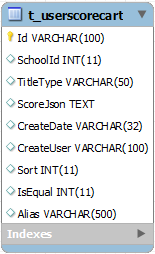 t_userscorecart
Id VARCHAR(100)
SchoolId INT(11)
TitleType VARCHAR(50)
ScoreJson TEXT
CreateDate VARCHAR(32)
CreateUser VARCHAR(100)
Sort INT(11)
IsEqual INT(11)
Alias VARCHAR(500)
Indexes